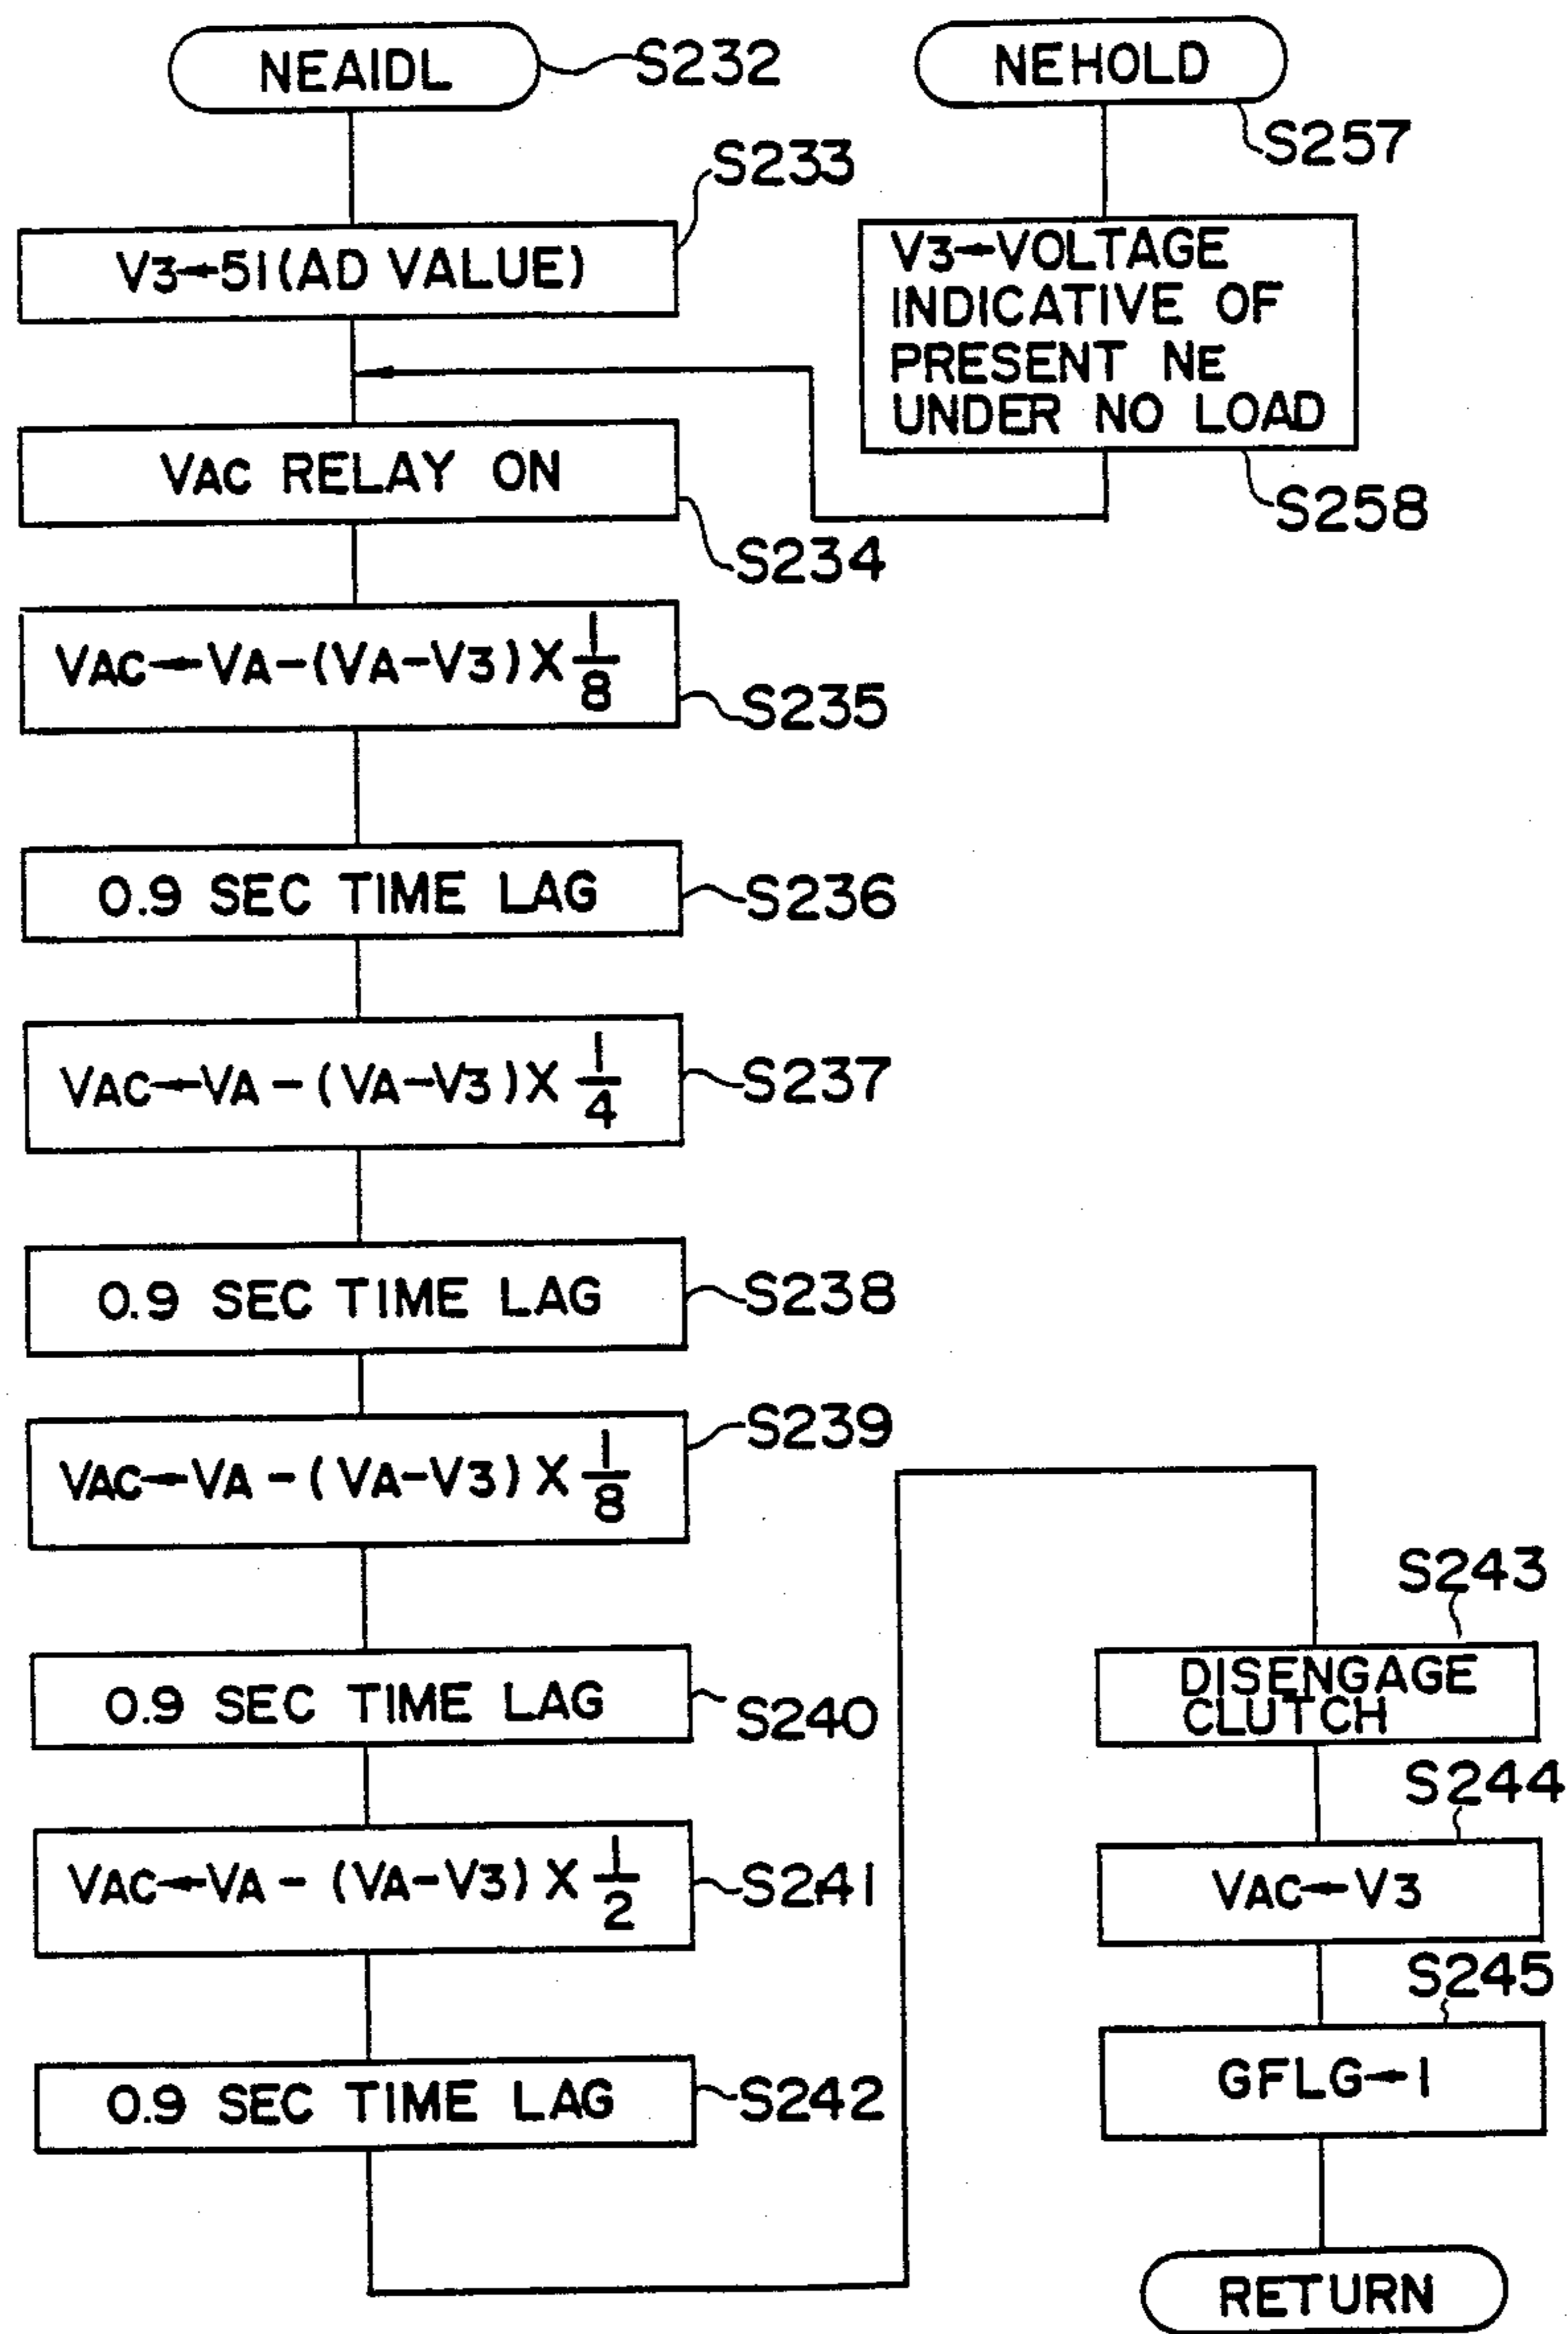 NEAIDL
S232
S233
V3←51(AD VALUE)
VAC RELAY ON
S234
VAC←VA-(VA-V3)×1/8
S235
0.9 SEC TIME LAG
S236
VAC←VA-(VA-V3)×1/4
S237
0.9 SEC TIME LAG
S238
VAC←VA-(VA-V3)×1/8
S239
0.9 SEC TIME LAG
S240
VAC←VA-(VA-V3)×1/2
S241
0.9 SEC TIME LAG
S242
NEHOLD
S257
V3←VOLTAGE
INDICATIVE OF
PRESENT NE
UNDER NO LOAD
S258
S243
DISENGAGE
CLUTCH
S244
VAC←V3
S245
GFLG←1
RETURN